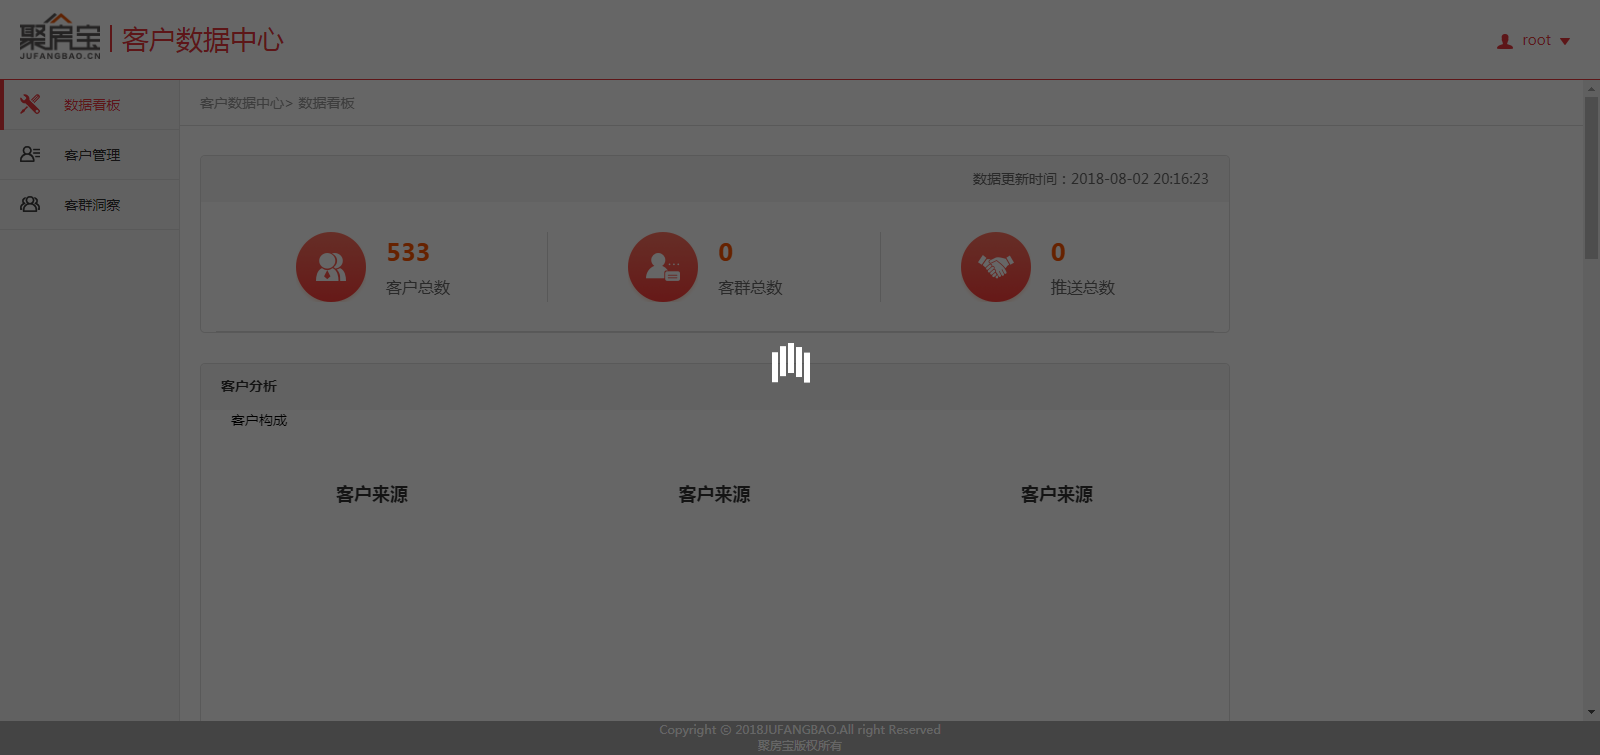 聚房宝
JUFANGBAO.CN
客户数据中心
root
数据看板
客户管理
客群洞察
客户数据中心> 数据看板
数据更新时间：2018-08-02 20:16:23
533
客户总数
0
客群总数
0
推送总数
客户分析
客户构成
客户来源
客户来源
客户来源
Copyright © 2018JUFANGBAO.All right Reserved
聚房宝版权所有